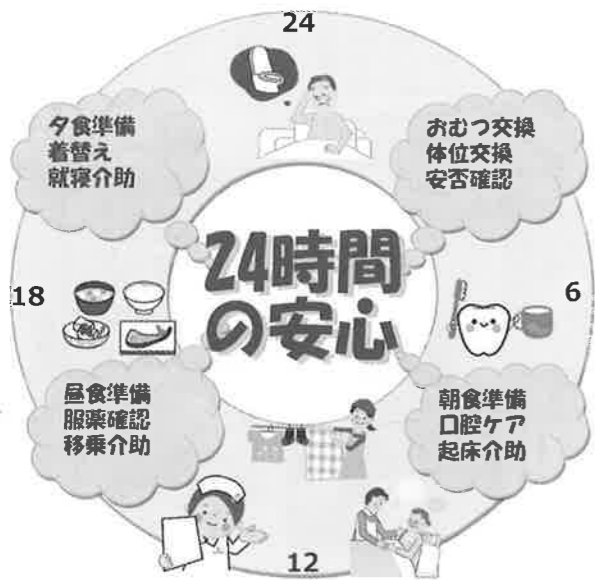 24
夕食準備
着替え
就寝介助
おむつ交換
体位交換
安否確認
24時間
の安心
18
6
昼食準備
服薬確認
移乗介助
朝食準備
口腔ケア
起床介助
12